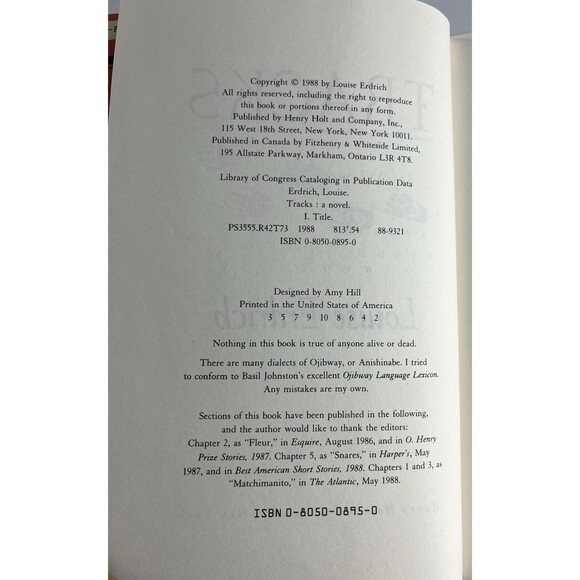 Copyright © 1988 by Louise Erdrich
All rights reserved, including the right to reproduce
this book or portions thereof in any form.
Published by Henry Holt and Company, Inc.,
115 West 18th Street, New York, New York 10011.
Published in Canada by Fitzhenry & Whiteside Limited,
195 Allstate Parkway, Markham, Ontario L3R 4T8.
Library of Congress Cataloging in Publication Data
Erdrich, Louise.
Tracks : a novel.
I. Title.
PS3555.R42T73 1988 813'.54 88-9321
ISBN 0-8050-0895-0
Designed by Amy Hill
Printed in the United States of America
3 5 7 9 10 8 6 4 2
Nothing in this book is true of anyone alive or dead.
There are many dialects of Ojibway, or Anishinabe. I tried
to conform to Basil Johnston's excellent Ojibway Language Lexicon.
Any mistakes are my own.
Sections of this book have been published in the following,
and the author would like to thank the editors:
Chapter 2, as "Fleur," in Esquire, August 1986, and in O. Henry
Prize Stories, 1987. Chapter 5, as "Snares," in Harper's, May
1987, and in Best American Short Stories, 1988. Chapters 1 and 3, as
"Matchimanito," in The Atlantic, May 1988.
ISBN 0-8050-0895-0